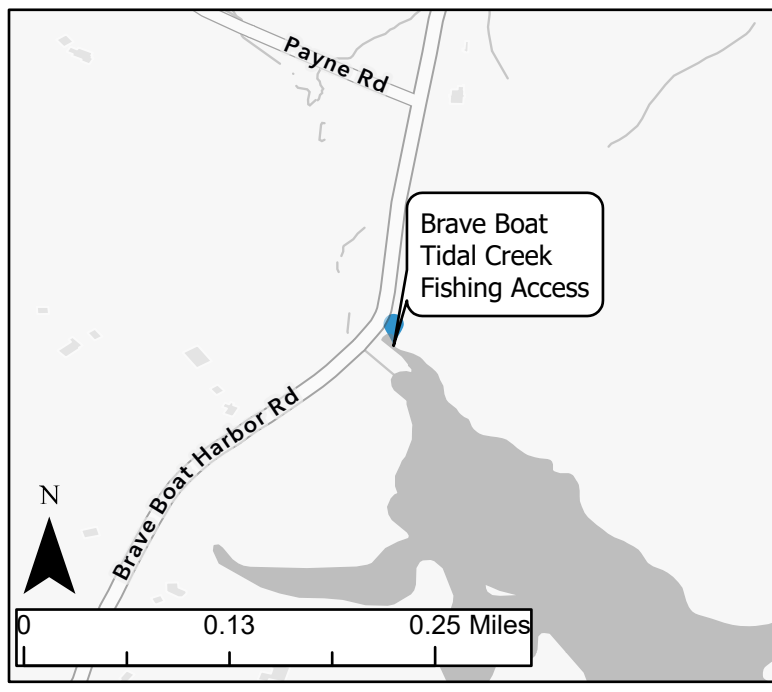 Payne Rd
Brave Boat
Tidal Creek
Fishing Access
Brave Boat Harbor Rd
N
0 0.13 0.25 Miles